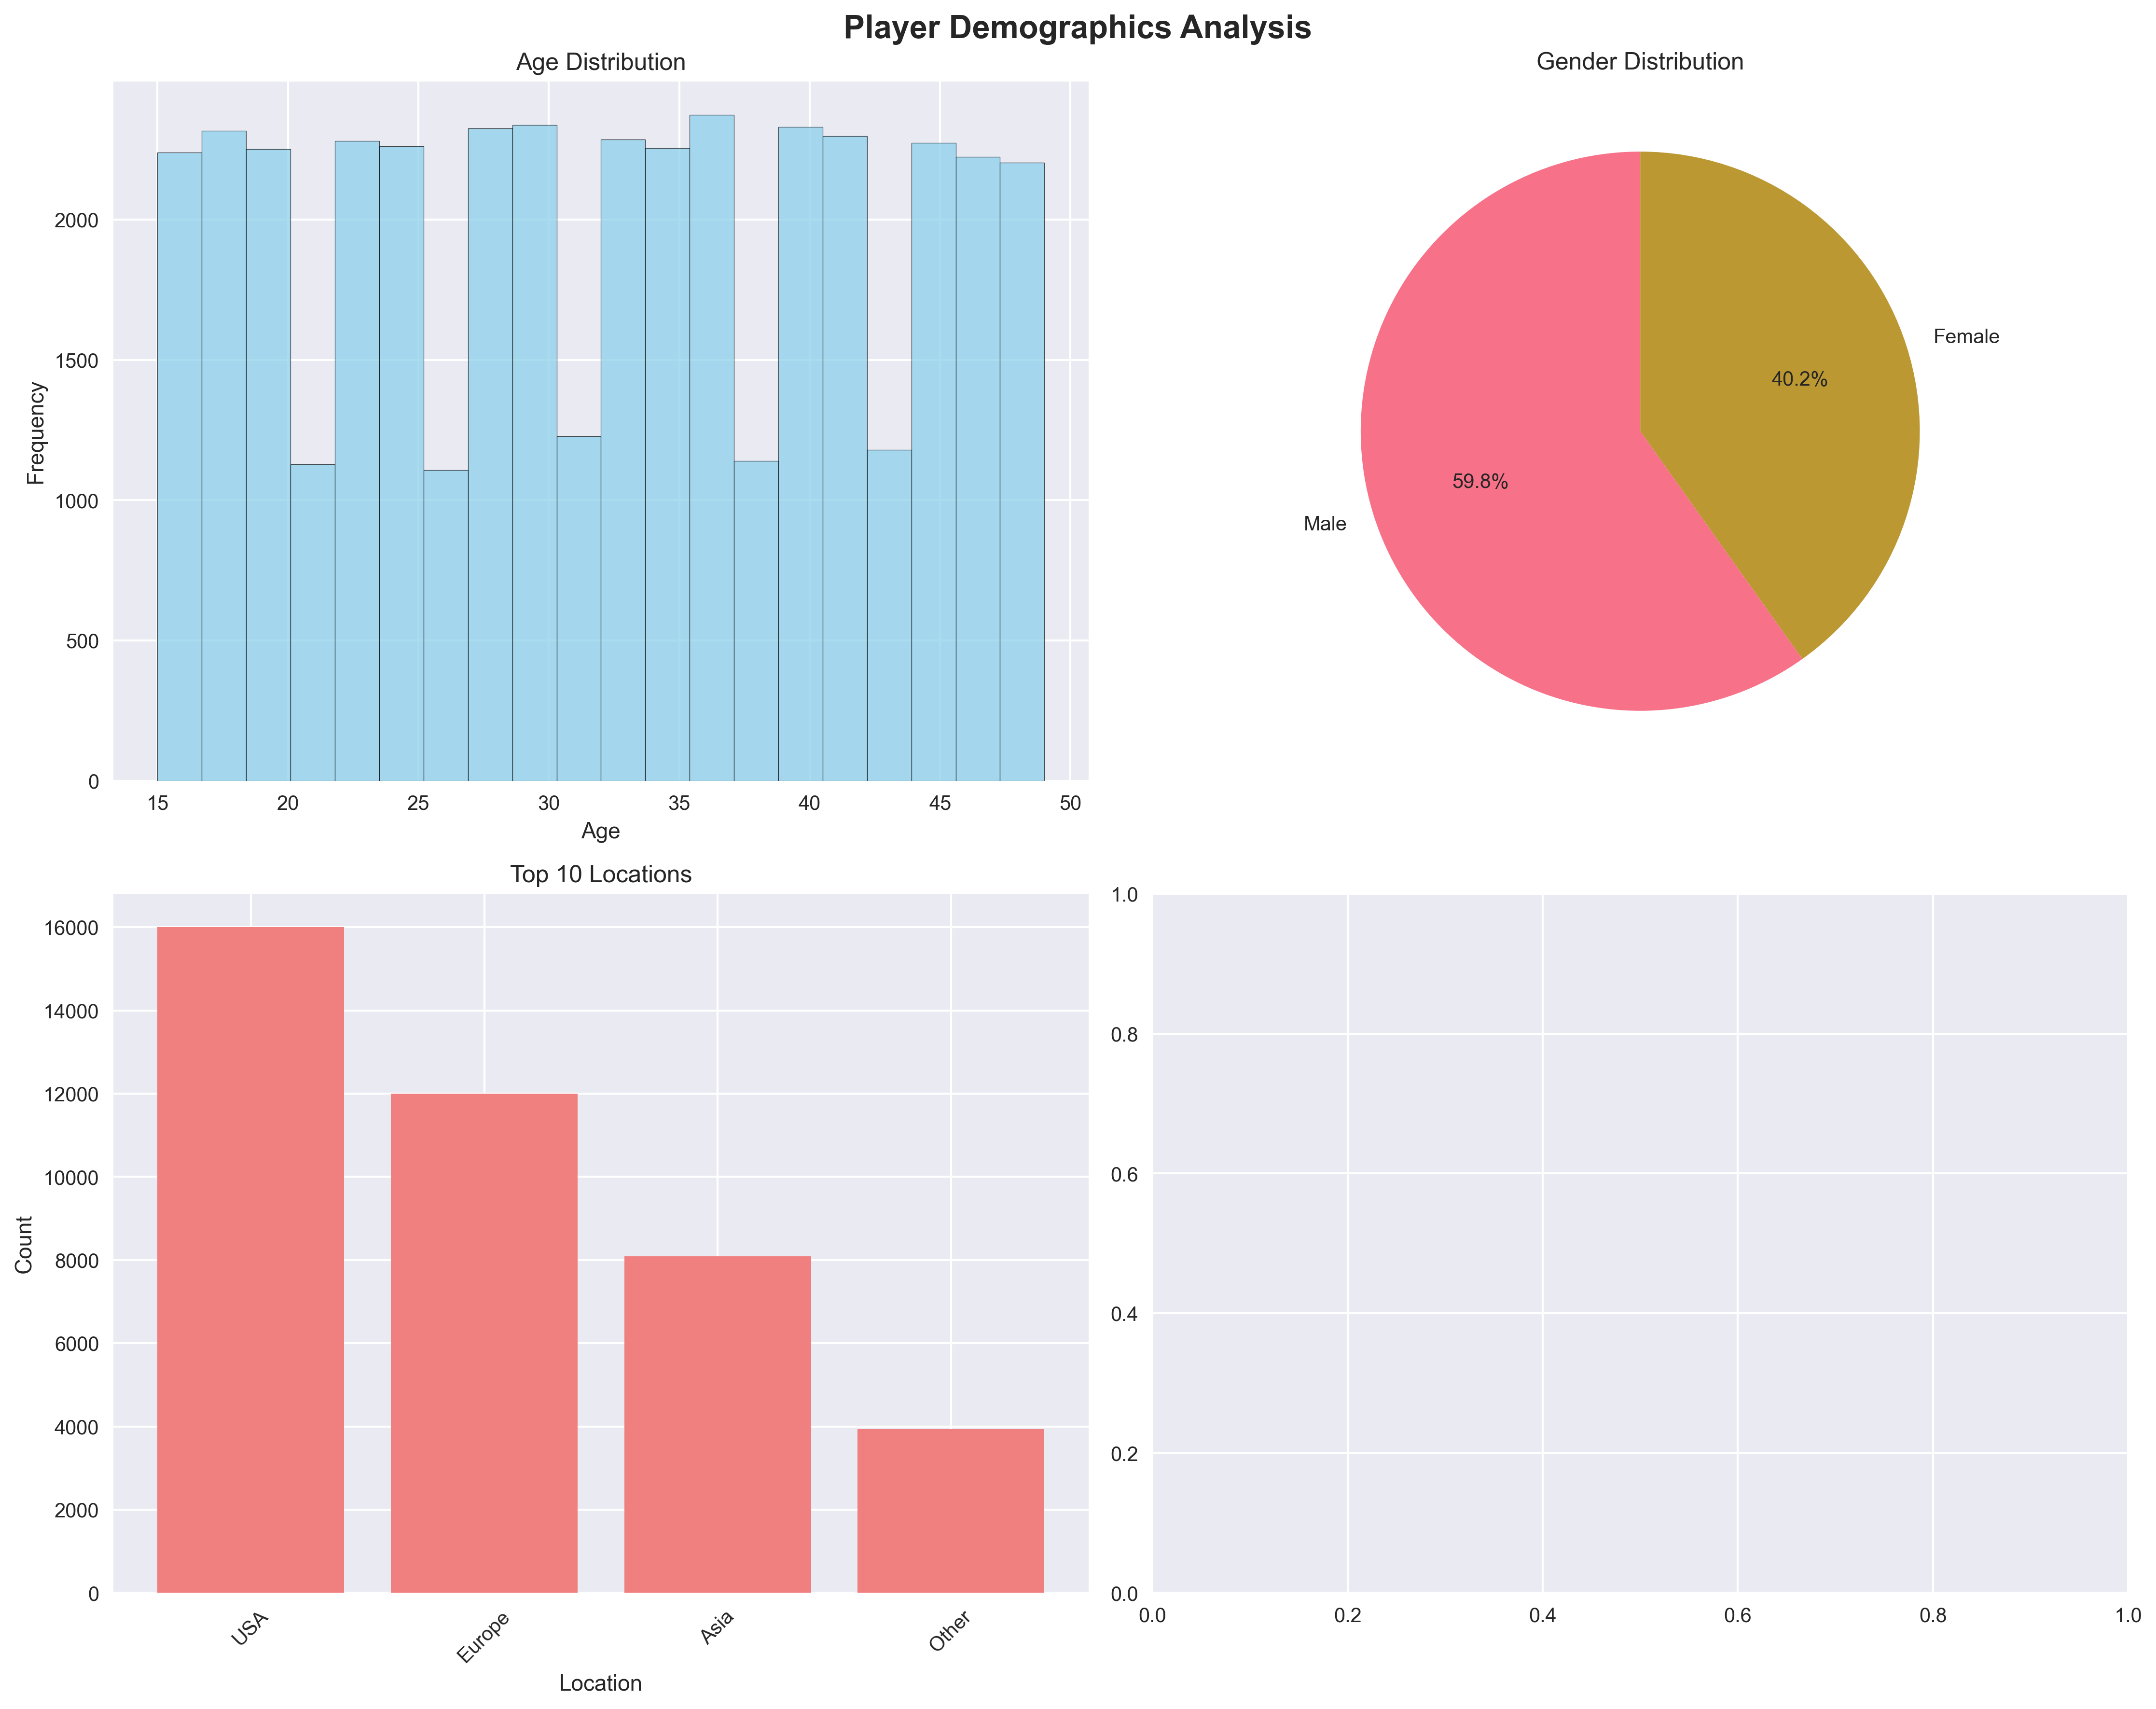 Player Demographics Analysis
Age Distribution
Frequency
2000
1500
1000
500
0
15 20 25 30 35 40 45 50
Age
Gender Distribution
Female
40.2%
59.8%
Male
Top 10 Locations
Count
16000
14000
12000
10000
8000
6000
4000
2000
0
USA Europe Asia Other
Location
1.0
0.8
0.6
0.4
0.2
0.0
0.0 0.2 0.4 0.6 0.8 1.0